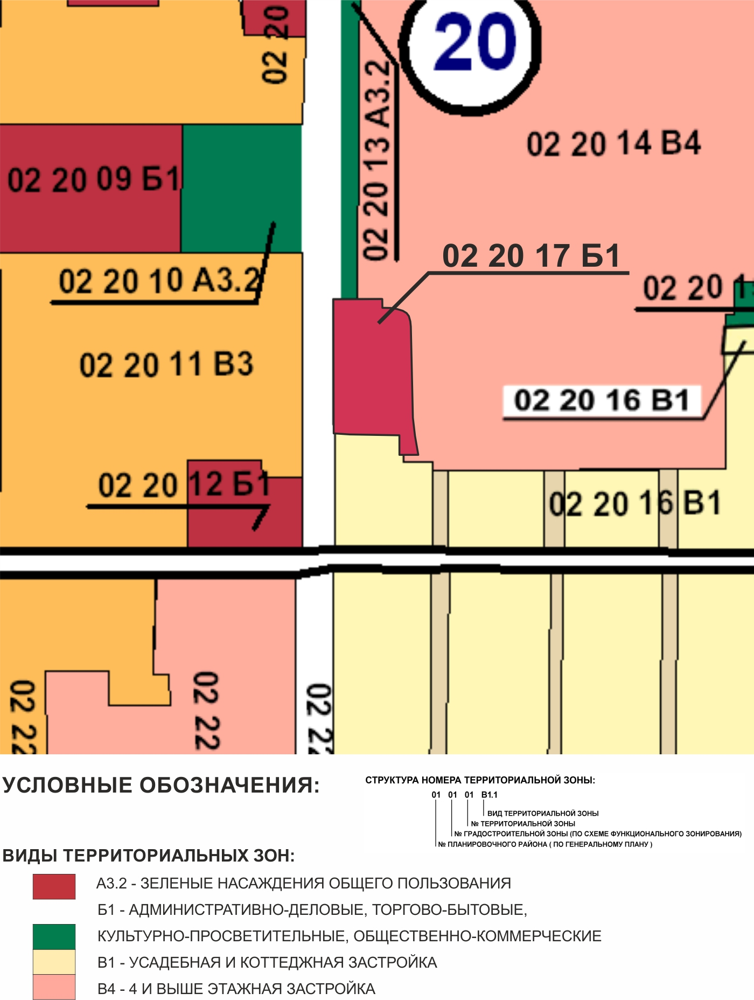 02 20
20
02 20 13 А3.2
02 20 14 В4
02 20 09 Б1
02 20 17 Б1
02 20 10 А3.2
02 20
02 20 11 В3
02 20 16 В1
02 20 12 Б1
02 20 16 В1
02 22
02 22
02 22
УСЛОВНЫЕ ОБОЗНАЧЕНИЯ:
СТРУКТУРА НОМЕРА ТЕРРИТОРИАЛЬНОЙ ЗОНЫ:
01 01 01 В1.1
ВИД ТЕРРИТОРИАЛЬНОЙ ЗОНЫ
№ ТЕРРИТОРИАЛЬНОЙ ЗОНЫ
№ ГРАДОСТРОИТЕЛЬНОЙ ЗОНЫ (ПО СХЕМЕ ФУНКЦИОНАЛЬНОГО ЗОНИРОВАНИЯ)
№ ПЛАНИРОВОЧНОГО РАЙОНА ( ПО ГЕНЕРАЛЬНОМУ ПЛАНУ )
ВИДЫ ТЕРРИТОРИАЛЬНЫХ ЗОН:
А3.2 - ЗЕЛЕНЫЕ НАСАЖДЕНИЯ ОБЩЕГО ПОЛЬЗОВАНИЯ
Б1 - АДМИНИСТРАТИВНО-ДЕЛОВЫЕ, ТОРГОВО-БЫТОВЫЕ,
КУЛЬТУРНО-ПРОСВЕТИТЕЛЬНЫЕ, ОБЩЕСТВЕННО-КОММЕРЧЕСКИЕ
В1 - УСАДЕБНАЯ И КОТТЕДЖНАЯ ЗАСТРОЙКА
В4 - 4 И ВЫШЕ ЭТАЖНАЯ ЗАСТРОЙКА